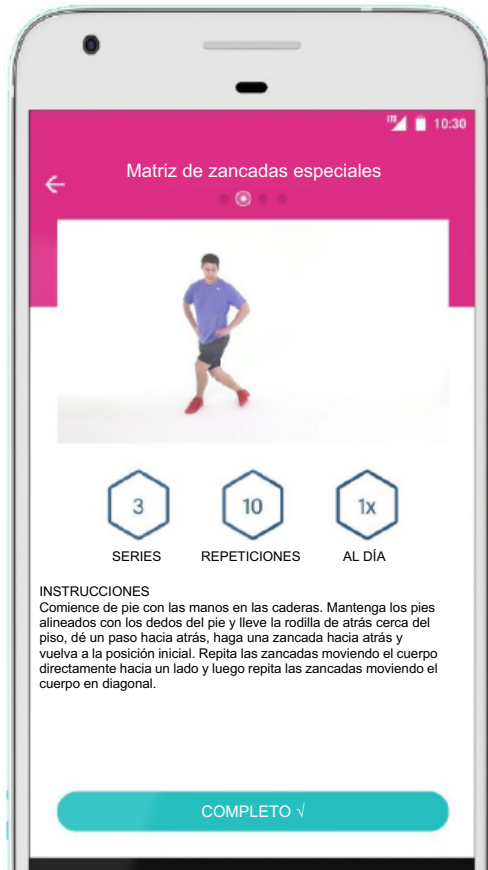 LTE 10:30
Matriz de zancadas especiales
3 10 1x
SERIES REPETICIONES AL DÍA
INSTRUCCIONES
Comience de pie con las manos en las caderas. Mantenga los pies
alineados con los dedos del pie y lleve la rodilla de atrás cerca del
piso, dé un paso hacia atrás, haga una zancada hacia atrás y
vuelva a la posición inicial. Repita las zancadas moviendo el cuerpo
directamente hacia un lado y luego repita las zancadas moviendo el
cuerpo en diagonal.
COMPLETO √